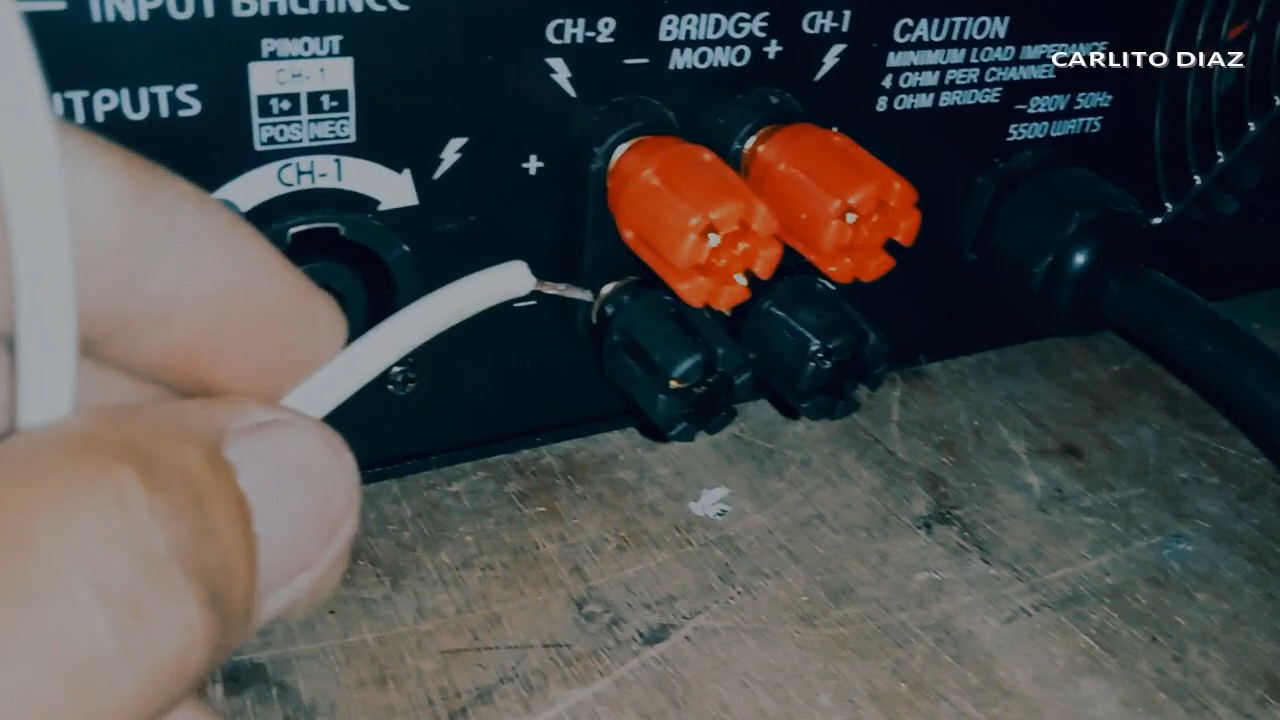 INPUT BALANCE
PINOUT
CH-1
1+ 1-
POS NEG
CH-1
CH-2
BRIDGE
MONO
CH-1
- +
+
-
CAUTION
MINIMUM LOAD IMPEDANCE
4 OHM PER CHANNEL
8 OHM BRIDGE
~220V 50Hz
5500 WATTS
CARLITO DIAZ